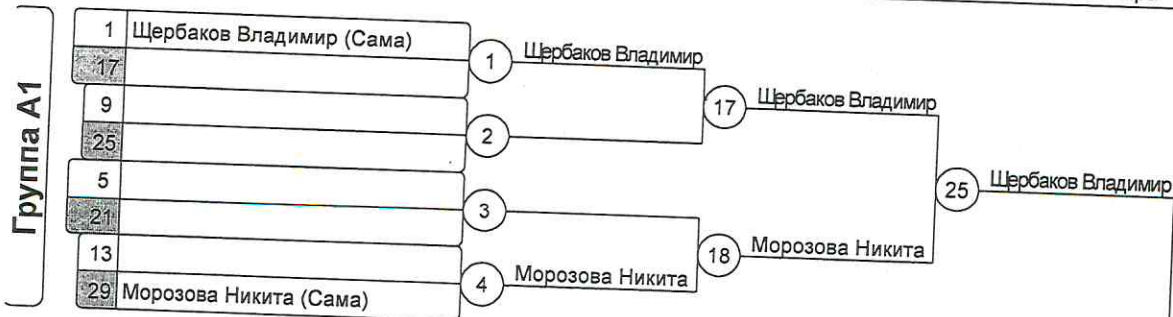 Группа А1
1 Щербаков Владимир (Сама)
17
9
25
5
21
13
29 Морозова Никита (Сама)
1 Щербаков Владимир
2
3
4 Морозова Никита
17 Щербаков Владимир
18 Морозова Никита
25 Щербаков Владимир